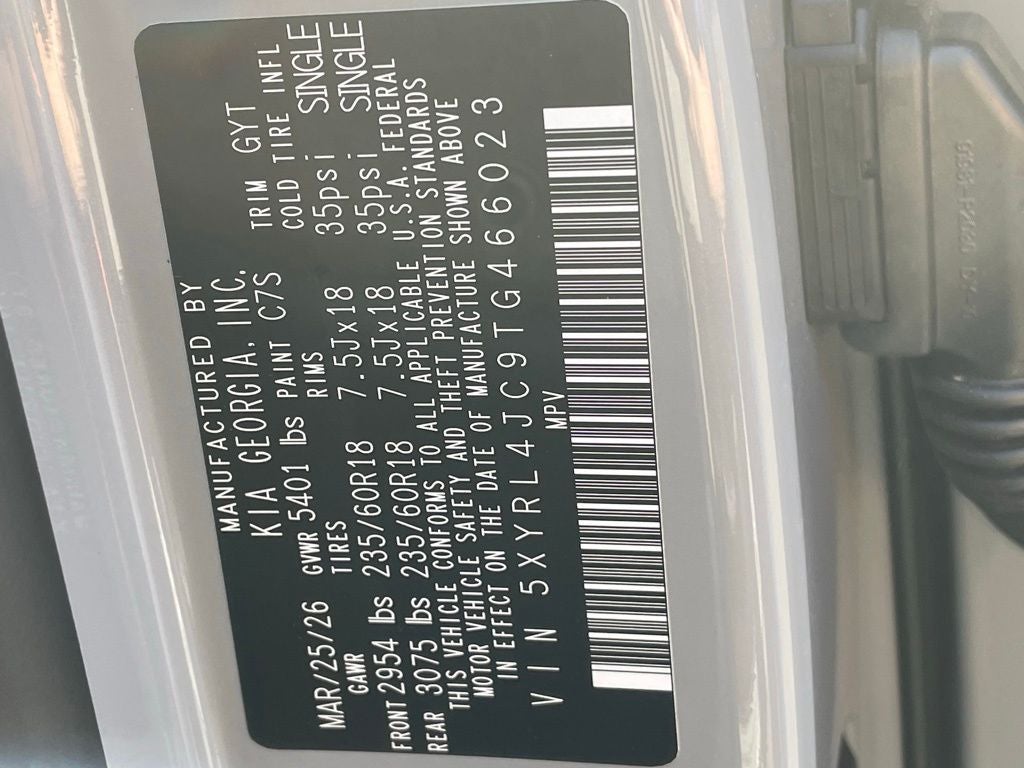 MANUFACTURED BY
KIA GEORGIA, INC.
MAR/25/26 GVWR 5401 lbs PAINT C7S TRIM GYT
GAWR TIRES RIMS COLD TIRE INFL
FRONT 2954 lbs 235/60R18 7.5Jx18 35psi SINGLE
REAR 3075 lbs 235/60R18 7.5Jx18 35psi SINGLE
THIS VEHICLE CONFORMS TO ALL APPLICABLE U.S.A. FEDERAL
MOTOR VEHICLE SAFETY AND THEFT PREVENTION STANDARDS
IN EFFECT ON THE DATE OF MANUFACTURE SHOWN ABOVE
VIN 5XYRL4JC9TG466023
MPV